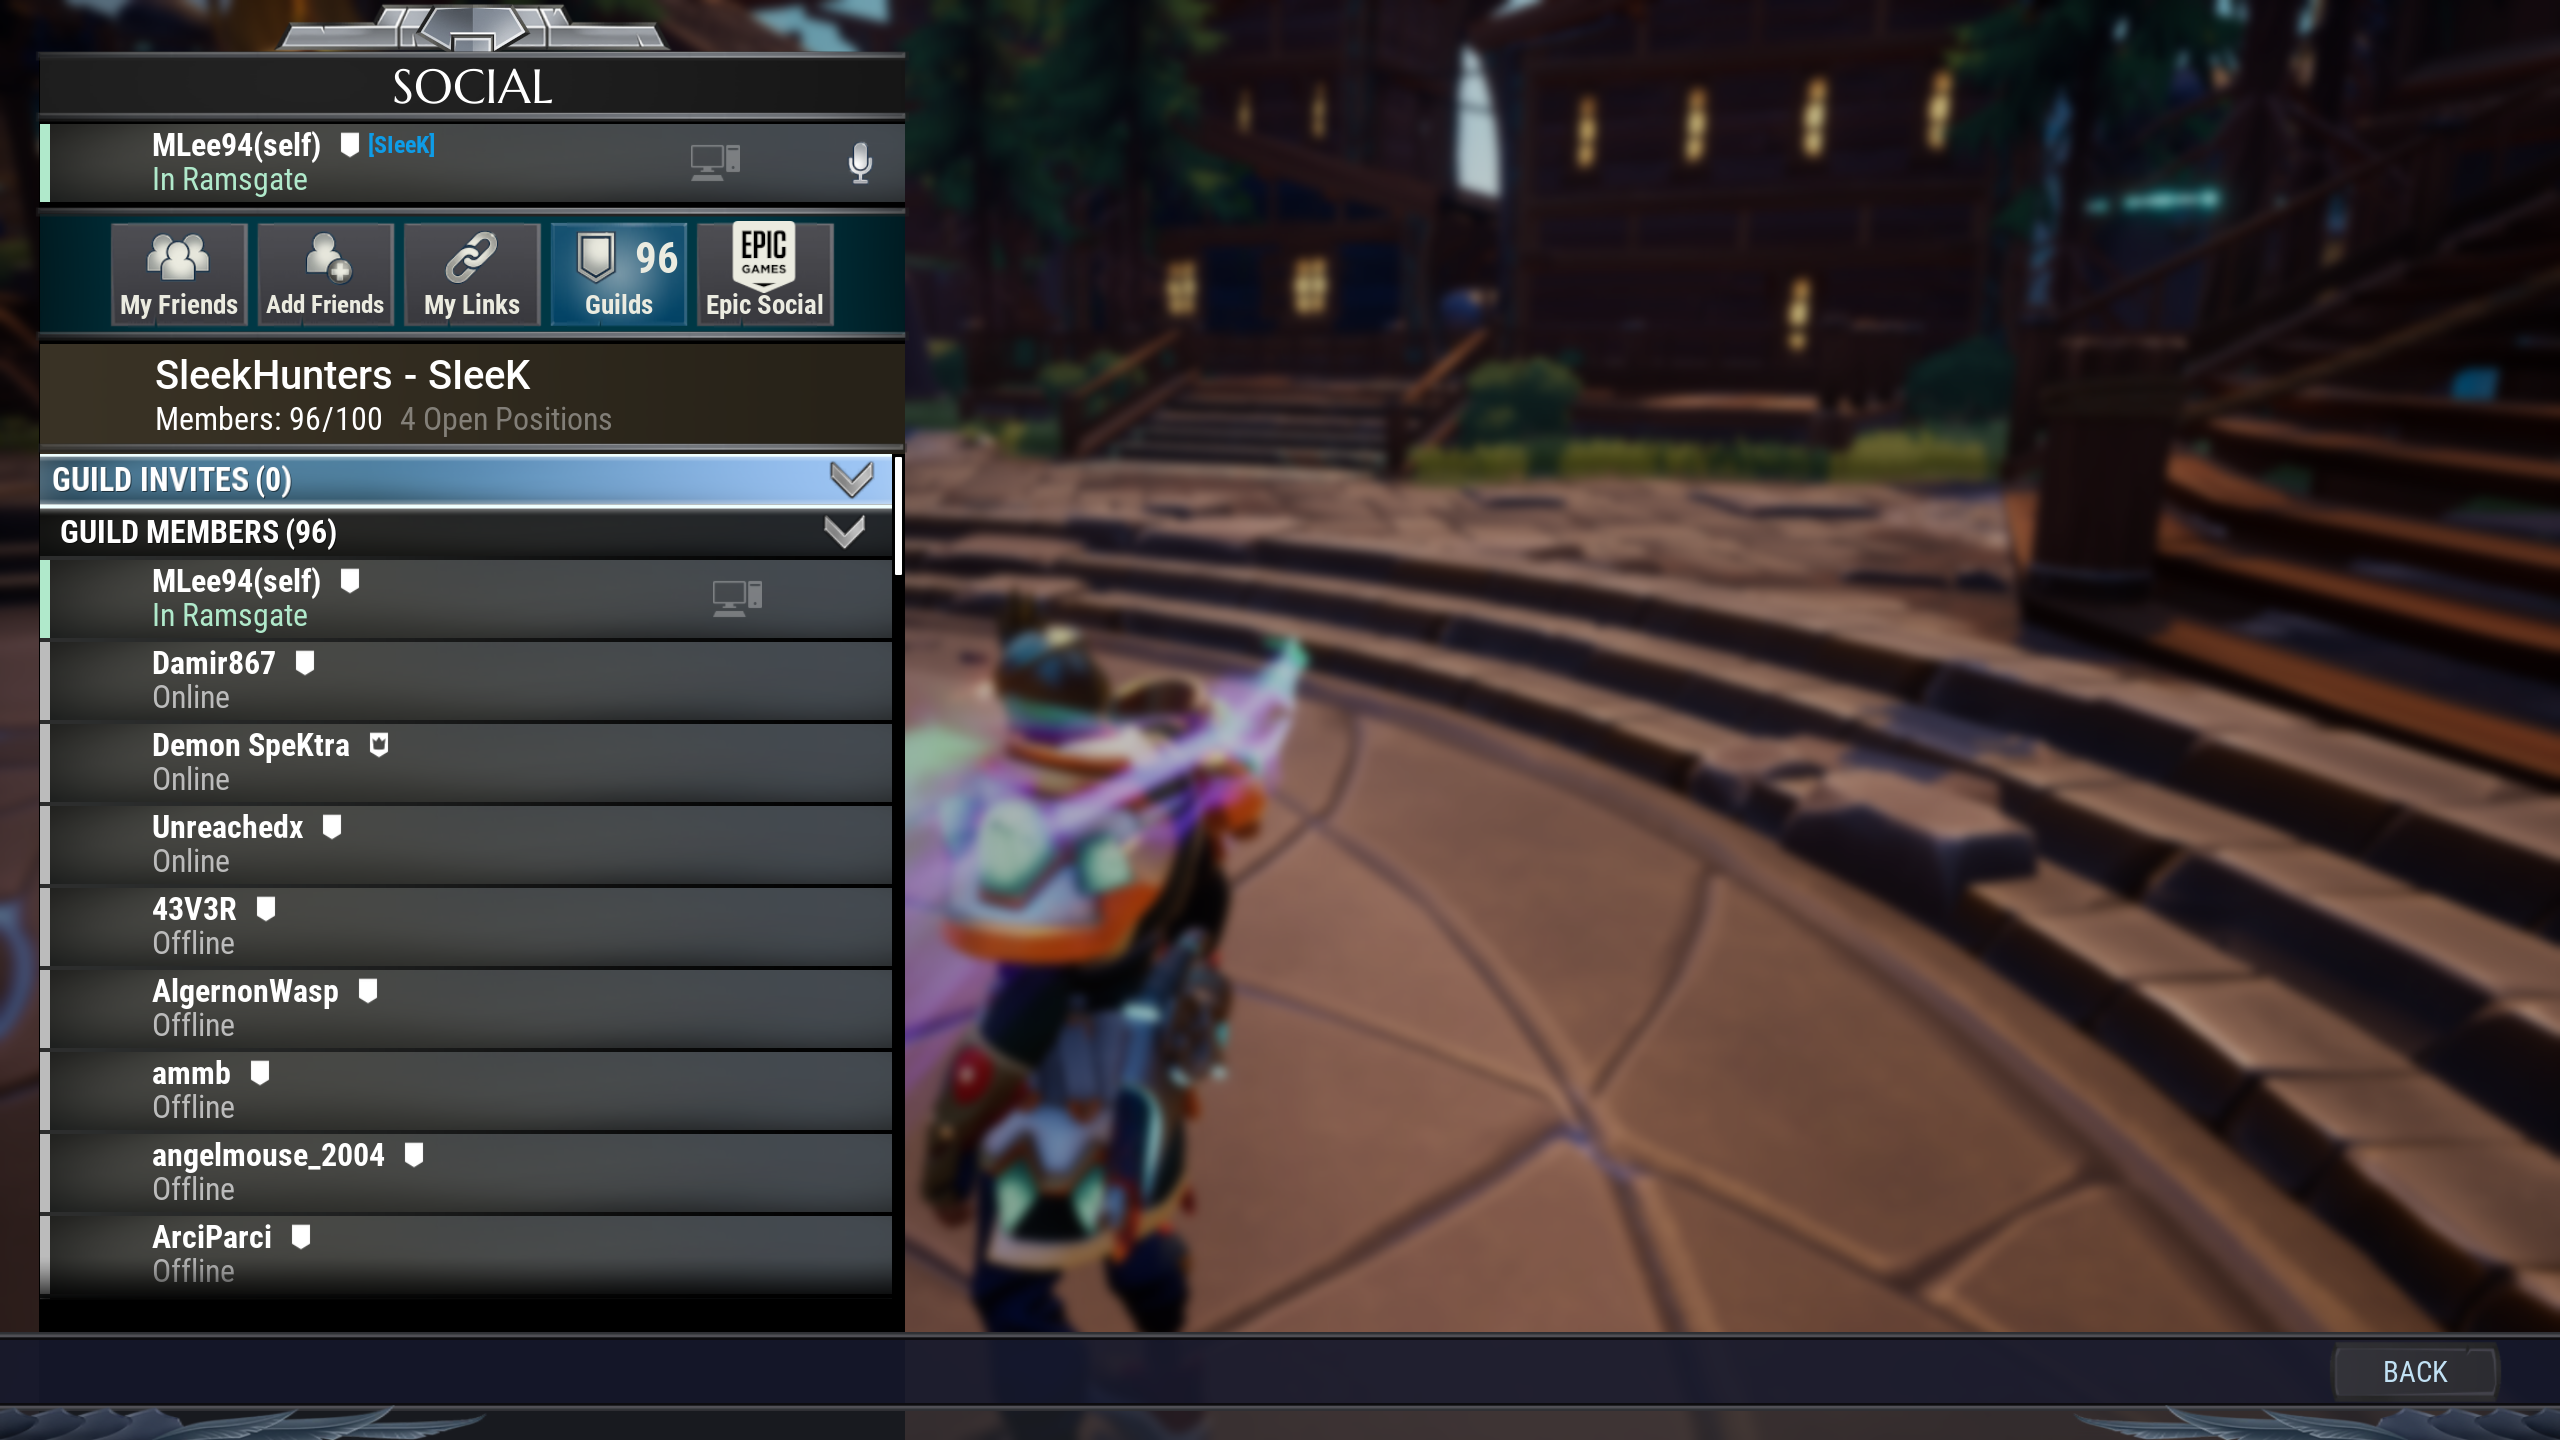 SOCIAL
MLee94(self) [SleeK]
In Ramsgate
96
EPIC
GAMES
My Friends Add Friends My Links Guilds Epic Social
SleekHunters - SleeK
Members: 96/100 4 Open Positions
GUILD INVITES (0)
GUILD MEMBERS (96)
MLee94(self)
In Ramsgate
Damir867
Online
Demon SpeKtra
Online
Unreachedx
Online
43V3R
Offline
AlgernonWasp
Offline
ammb
Offline
angelmouse_2004
Offline
ArciParci
Offline
BACK